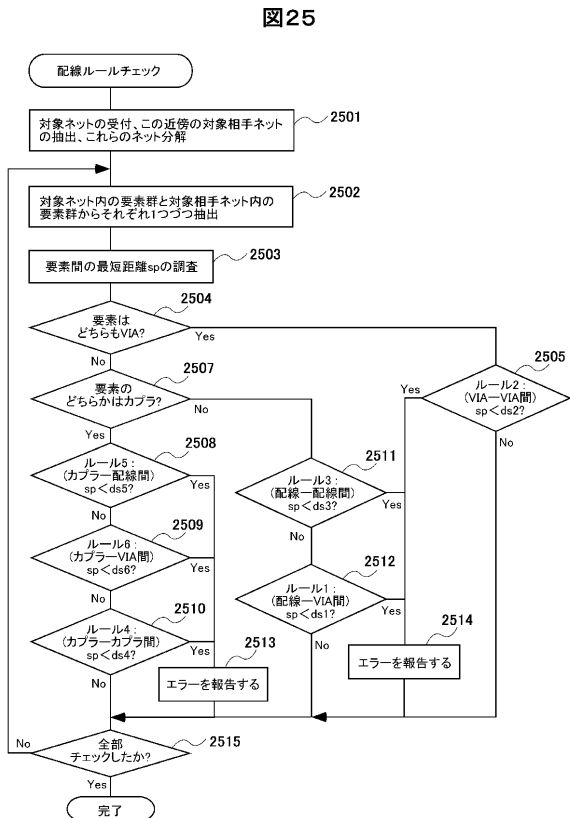 図25
配線ルールチェック
対象ネットの受付、この近傍の対象相手ネット
の抽出、これらのネット分解
2501
対象ネット内の要素群と対象相手ネット内の
要素群からそれぞれ1つづつ抽出
2502
要素間の最短距離spの調査
2503
要素は
どちらもVIA?
2504
Yes
No
ルール2：
(VIA－VIA間)
sp＜ds2?
2505
Yes
No
要素の
どちらかはカプラ?
2507
No
Yes
ルール5：
(カプラ－配線間)
sp＜ds5?
2508
Yes
No
ルール3：
(配線－配線間)
sp＜ds3?
2511
Yes
No
ルール6：
(カプラ－VIA間)
sp＜ds6?
2509
Yes
No
ルール1：
(配線－VIA間)
sp＜ds1?
2512
Yes
No
ルール4：
(カプラ－カプラ間)
sp＜ds4?
2510
Yes
No
エラーを報告する
2513
エラーを報告する
2514
全部
チェックしたか?
2515
No
Yes
完了